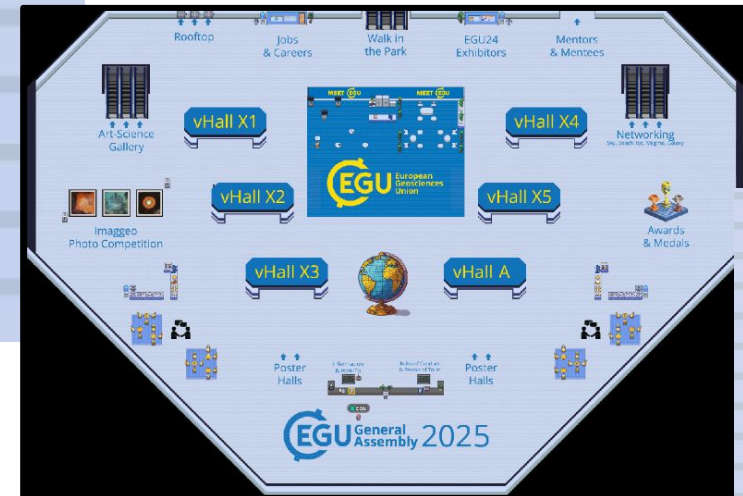 Rooftop
Jobs
& Careers
Walk in
the Park
EGU24
Exhibitors
Mentors
& Mentees
MEET EGU
MEET EGU
Art-Science
Gallery
vHall X1
vHall X4
Networking
EGU European
Geosciences
Union
vHall X2
vHall X5
Imaggeo
Photo Competition
Awards
& Medals
vHall X3
vHall A
Poster
Halls
Information
Poster
Halls
EGU
EGU General
Assembly 2025